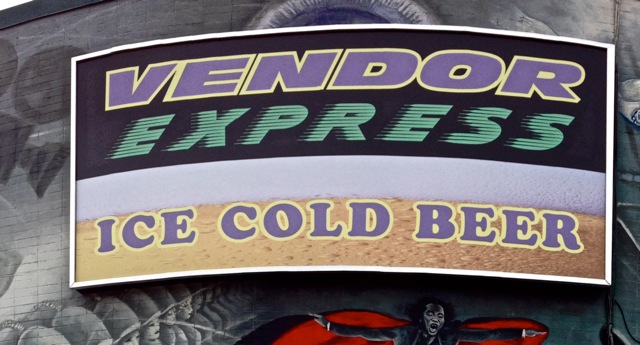 VENDOR
EXPRESS
ICE COLD BEER